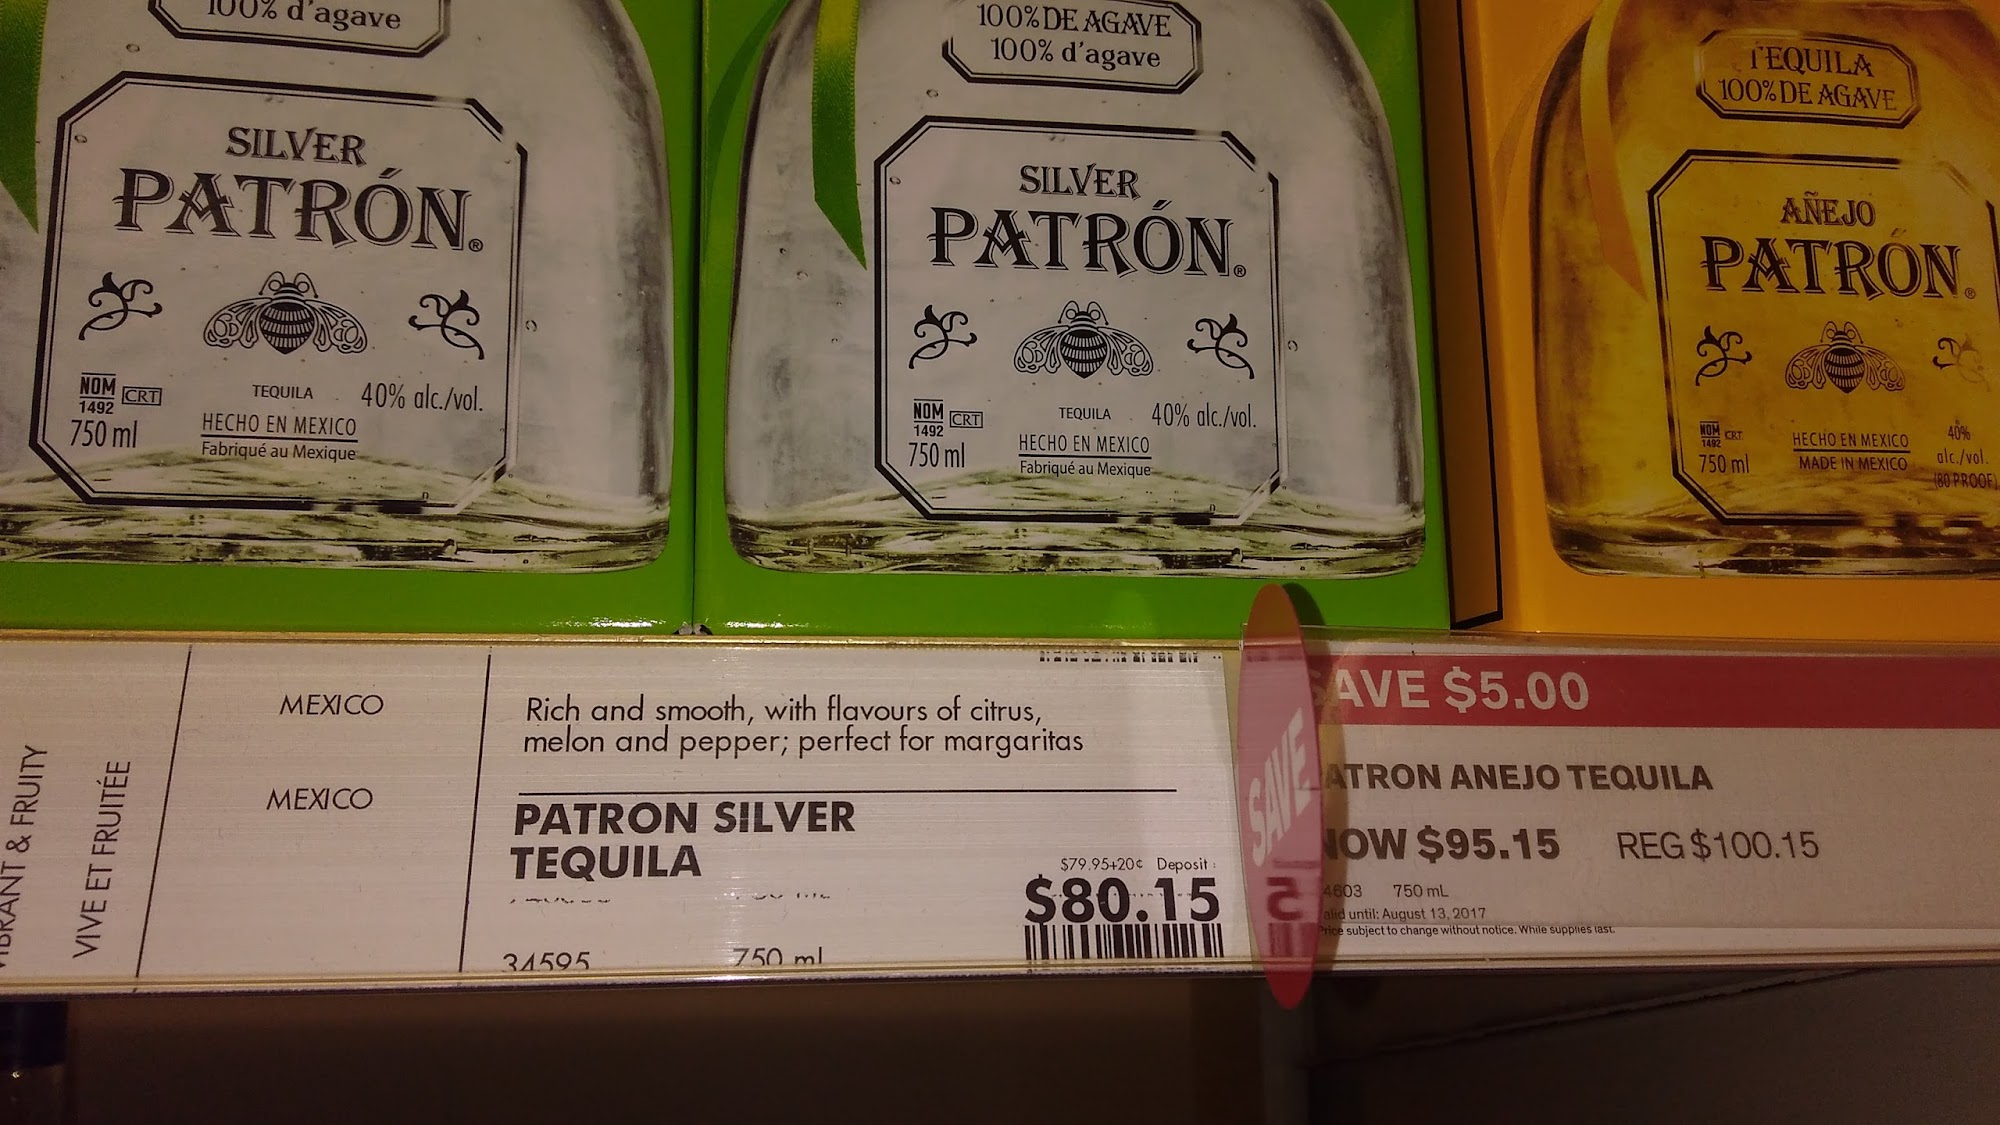 100% d'agave
SILVER
PATRÓN®
NOM
1492
CRT
TEQUILA
40% alc./vol.
750 ml
HECHO EN MEXICO
Fabriqué au Mexique
100% DE AGAVE
100% d'agave
SILVER
PATRÓN®
NOM
1492
CRT
TEQUILA
40% alc./vol.
750 ml
HECHO EN MEXICO
Fabriqué au Mexique
TEQUILA
100% DE AGAVE
AÑEJO
PATRÓN®
NOM
1492
CRT
750 ml
HECHO EN MEXICO
MADE IN MEXICO
40%
alc./vol.
(80 PROOF)
& FRUITY
VIVE ET FRUITÉE
MEXICO
MEXICO
Rich and smooth, with flavours of citrus,
melon and pepper; perfect for margaritas
PATRON SILVER
TEQUILA
$79.95+20¢ Deposit:
$80.15
34595 750 ml
SAVE
5
AVE $5.00
ATRON ANEJO TEQUILA
NOW $95.15 REG $100.15
4603 750 mL
alid until: August 13, 2017
Price subject to change without notice. While supplies last.